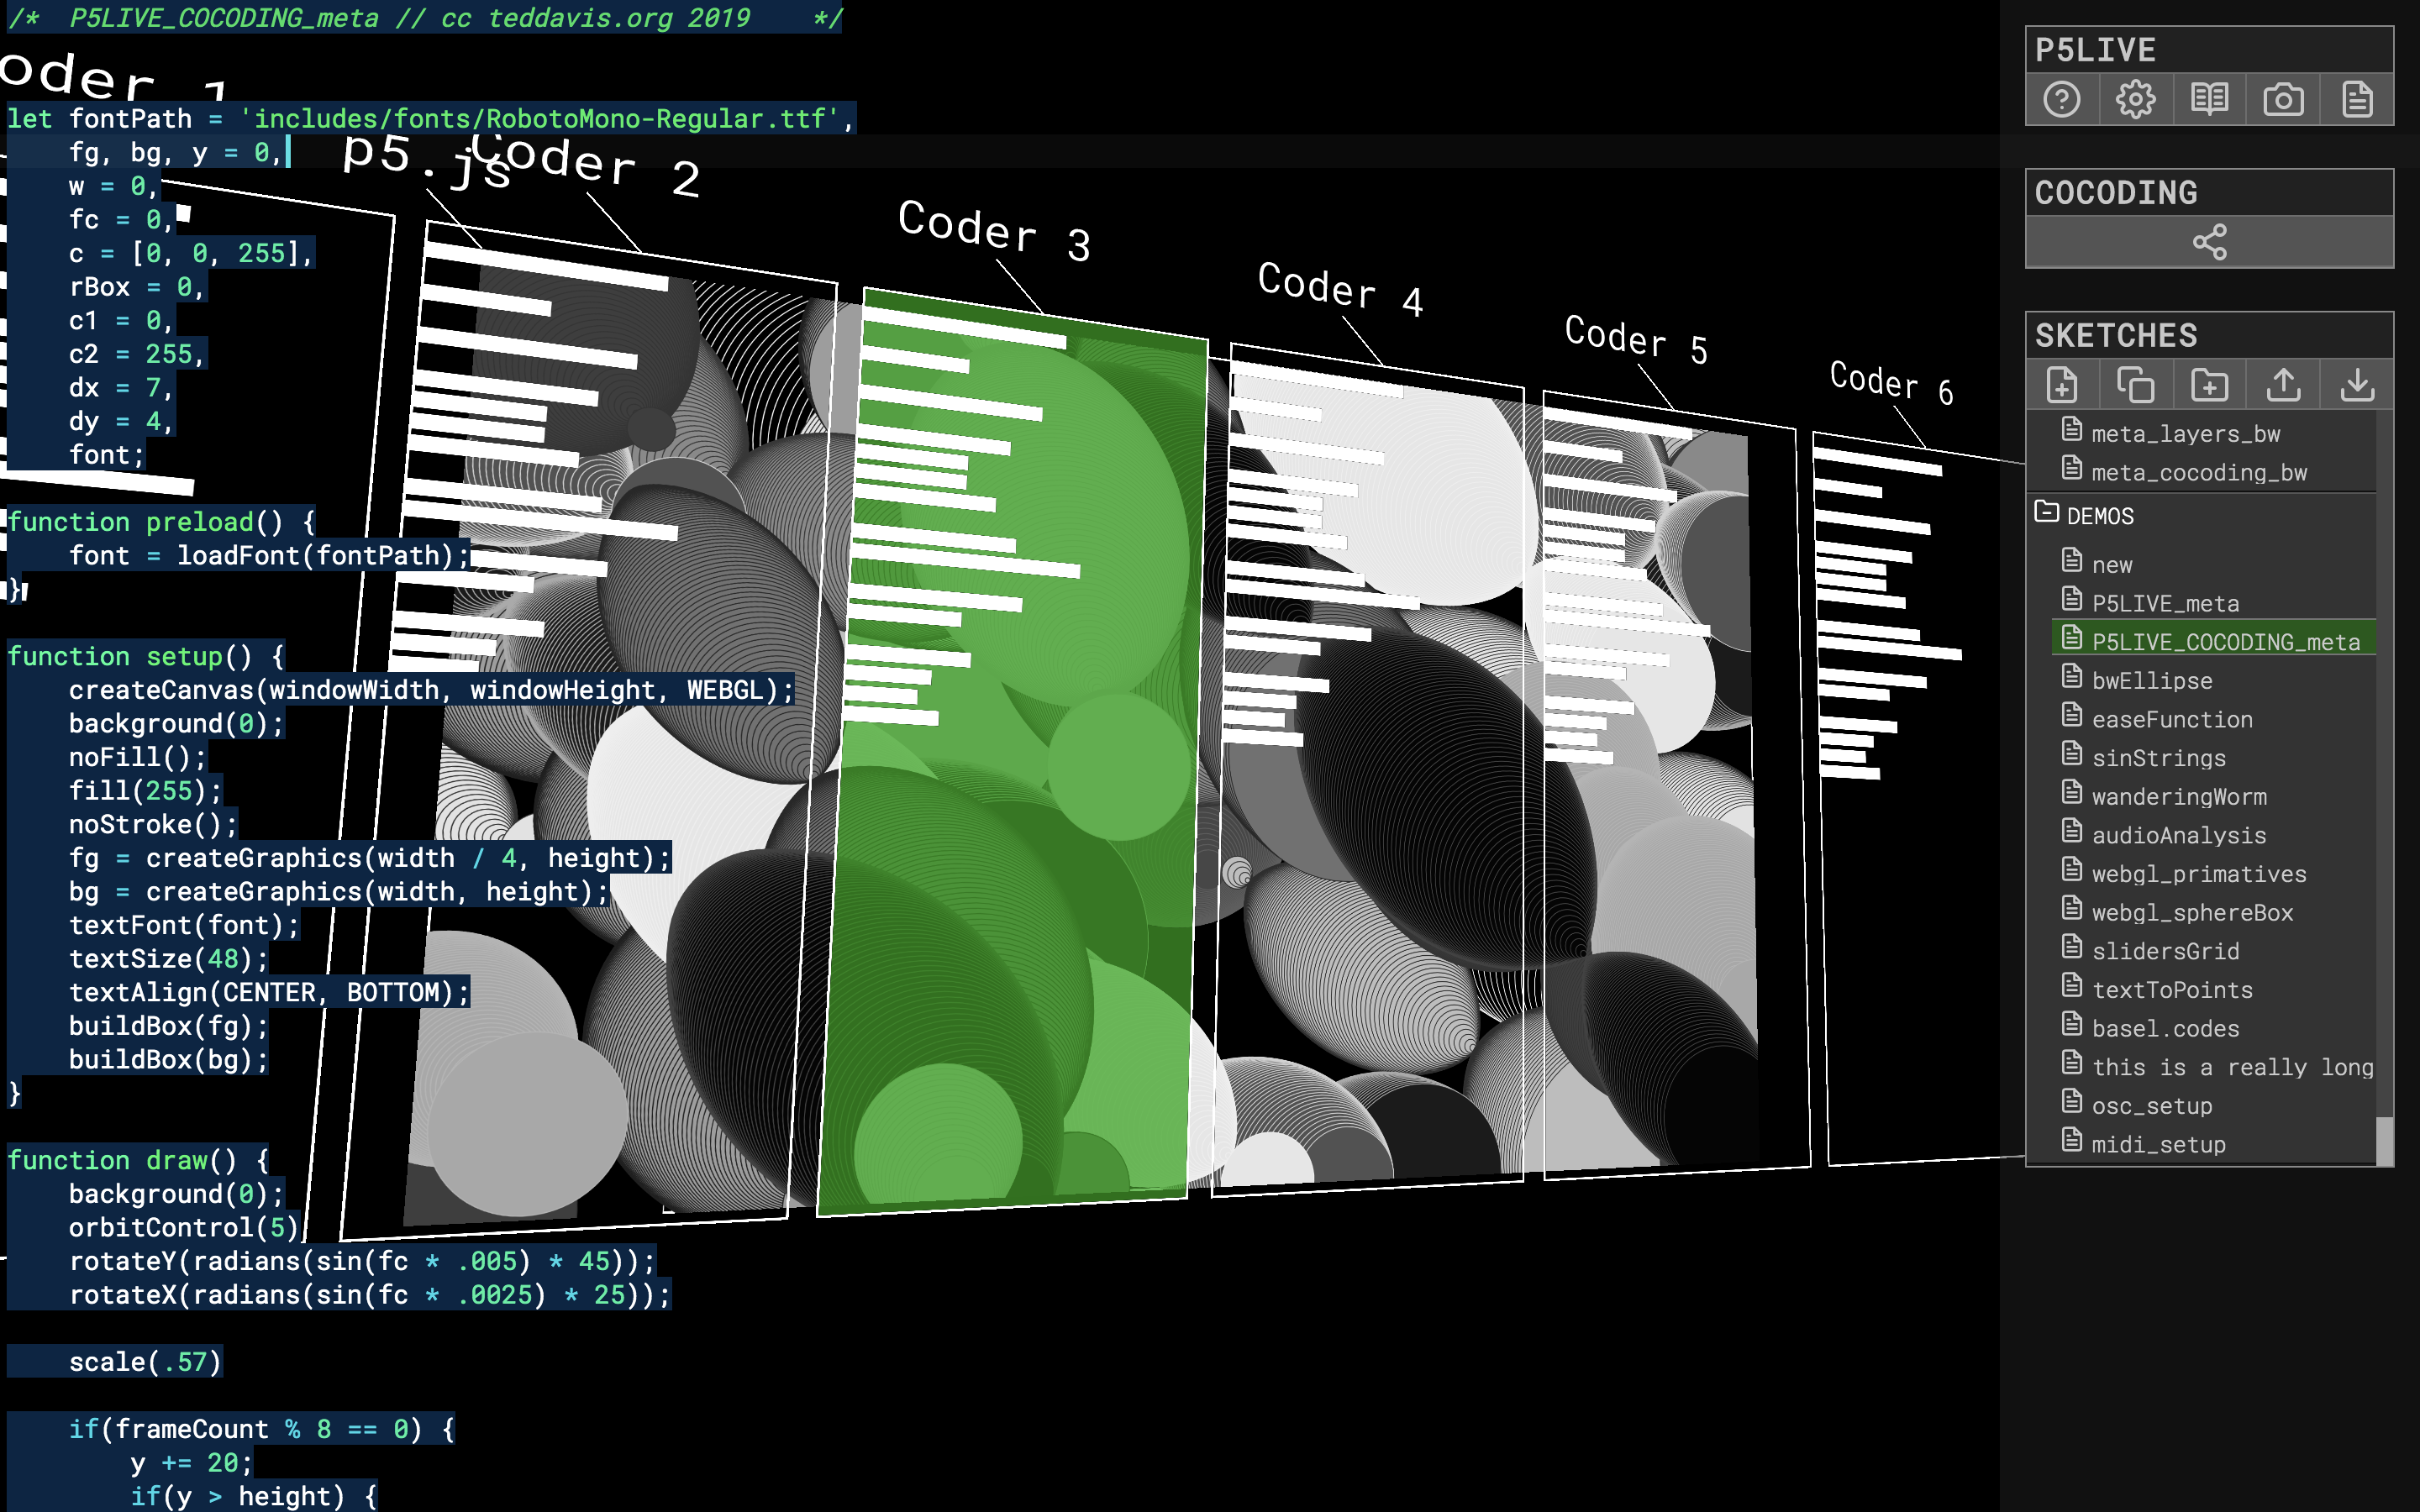 /*  P5LIVE_COCODING_meta // cc teddavis.org 2019    */
oder 1
let fontPath = 'includes/fonts/RobotoMono-Regular.ttf',
    fg, bg, y = 0,
    w = 0,
    fc = 0,
    c = [0, 0, 255],
    rBox = 0,
    c1 = 0,
    c2 = 255,
    dx = 7,
    dy = 4,
    font;
function preload() {
    font = loadFont(fontPath);
}
function setup() {
    createCanvas(windowWidth, windowHeight, WEBGL);
    background(0);
    noFill();
    fill(255);
    noStroke();
    fg = createGraphics(width / 4, height);
    bg = createGraphics(width, height);
    textFont(font);
    textSize(48);
    textAlign(CENTER, BOTTOM);
    buildBox(fg);
    buildBox(bg);
}
function draw() {
    background(0);
    orbitControl(5)
    rotateY(radians(sin(fc * .005) * 45));
    rotateX(radians(sin(fc * .0025) * 25));
    scale(.57)
    if(frameCount % 8 == 0) {
        y += 20;
        if(y > height) {
p5.js
Coder 2
Coder 3
Coder 4
Coder 5
Coder 6
P5LIVE
COCODING
SKETCHES
meta_layers_bw
meta_cocoding_bw
DEMOS
new
P5LIVE_meta
P5LIVE_COCODING_meta
bwEllipse
easeFunction
sinStrings
wanderingWorm
audioAnalysis
webgl_primatives
webgl_sphereBox
slidersGrid
textToPoints
basel.codes
this is a really long
osc_setup
midi_setup